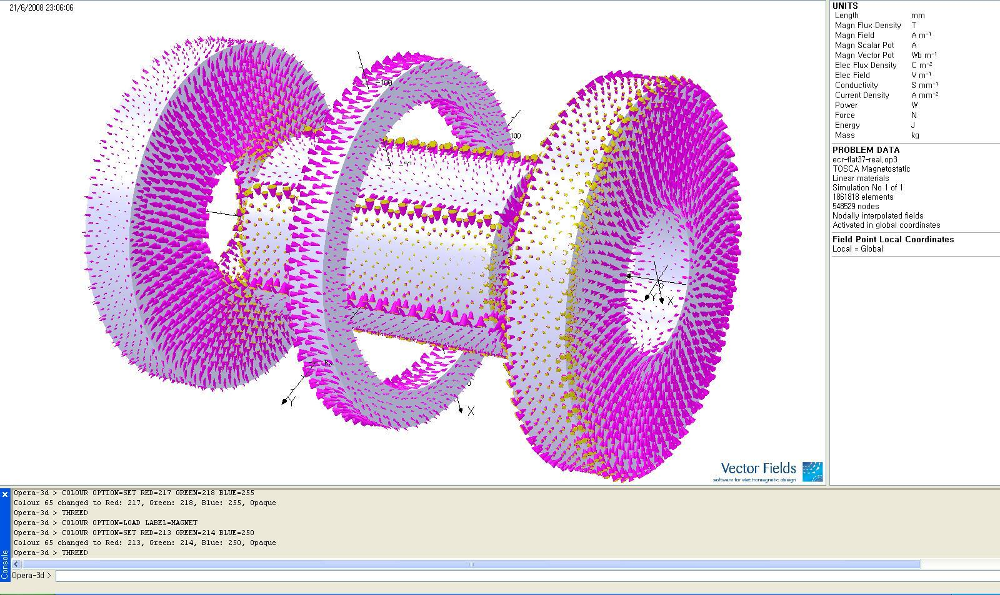 21/6/2008 23:06:06
-100
100
-50
Y
X
0
Y
X
Vector Fields
software for electromagnetic design
UNITS
Length mm
Magn Flux Density T
Magn Field A m⁻¹
Magn Scalar Pot A
Magn Vector Pot Wb m⁻¹
Elec Flux Density C m⁻²
Elec Field V m⁻¹
Conductivity S mm⁻¹
Current Density A mm⁻²
Power W
Force N
Energy J
Mass kg
PROBLEM DATA
ecr-flat37-real.op3
TOSCA Magnetostatic
Linear materials
Simulation No 1 of 1
1861818 elements
548529 nodes
Nodally interpolated fields
Activated in global coordinates
Field Point Local Coordinates
Local = Global
Opera-3d > COLOUR OPTION=SET RED=217 GREEN=218 BLUE=255
Colour 65 changed to Red: 217, Green: 218, Blue: 255, Opaque
Opera-3d > THREED
Opera-3d > COLOUR OPTION=LOAD LABEL=MAGNET
Opera-3d > COLOUR OPTION=SET RED=213 GREEN=214 BLUE=250
Colour 65 changed to Red: 213, Green: 214, Blue: 250, Opaque
Opera-3d > THREED
Console
Opera-3d >